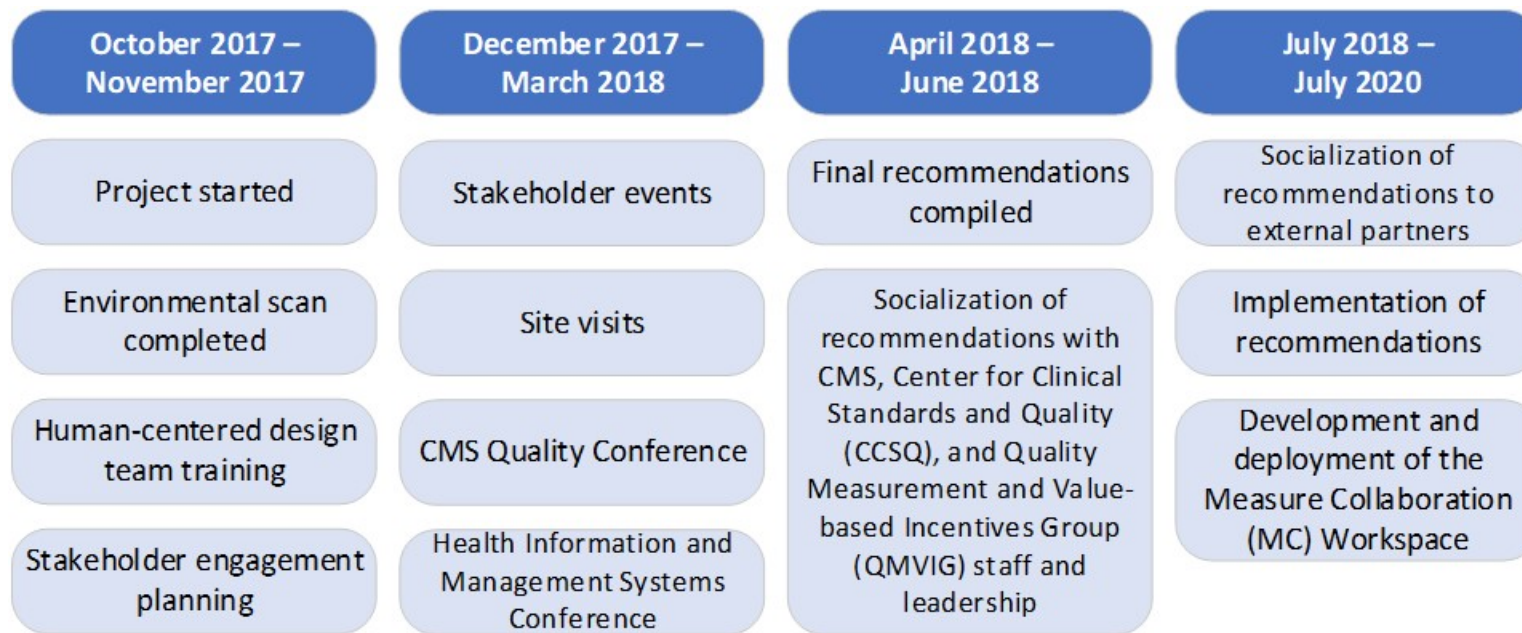 October 2017 –
November 2017
Project started
Environmental scan
completed
Human-centered design
team training
Stakeholder engagement
planning
December 2017 –
March 2018
Stakeholder events
Site visits
CMS Quality Conference
Health Information and
Management Systems
Conference
April 2018 –
June 2018
Final recommendations
compiled
Socialization of
recommendations with
CMS, Center for Clinical
Standards and Quality
(CCSQ), and Quality
Measurement and Value-
based Incentives Group
(QMVIG) staff and
leadership
July 2018 –
July 2020
Socialization of
recommendations to
external partners
Implementation of
recommendations
Development and
deployment of the
Measure Collaboration
(MC) Workspace